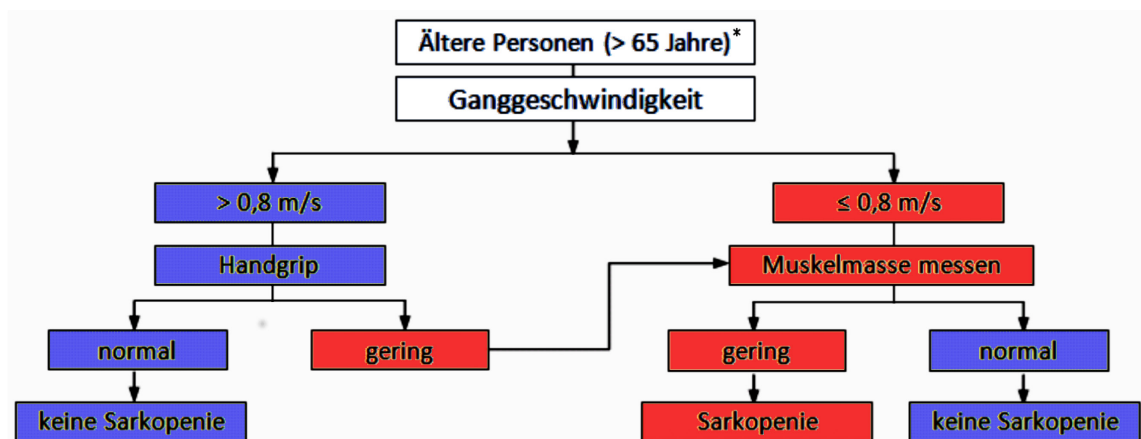 Ältere Personen (> 65 Jahre)*
Ganggeschwindigkeit
> 0,8 m/s
≤ 0,8 m/s
Handgrip
Muskelmasse messen
normal
gering
gering
normal
keine Sarkopenie
Sarkopenie
keine Sarkopenie